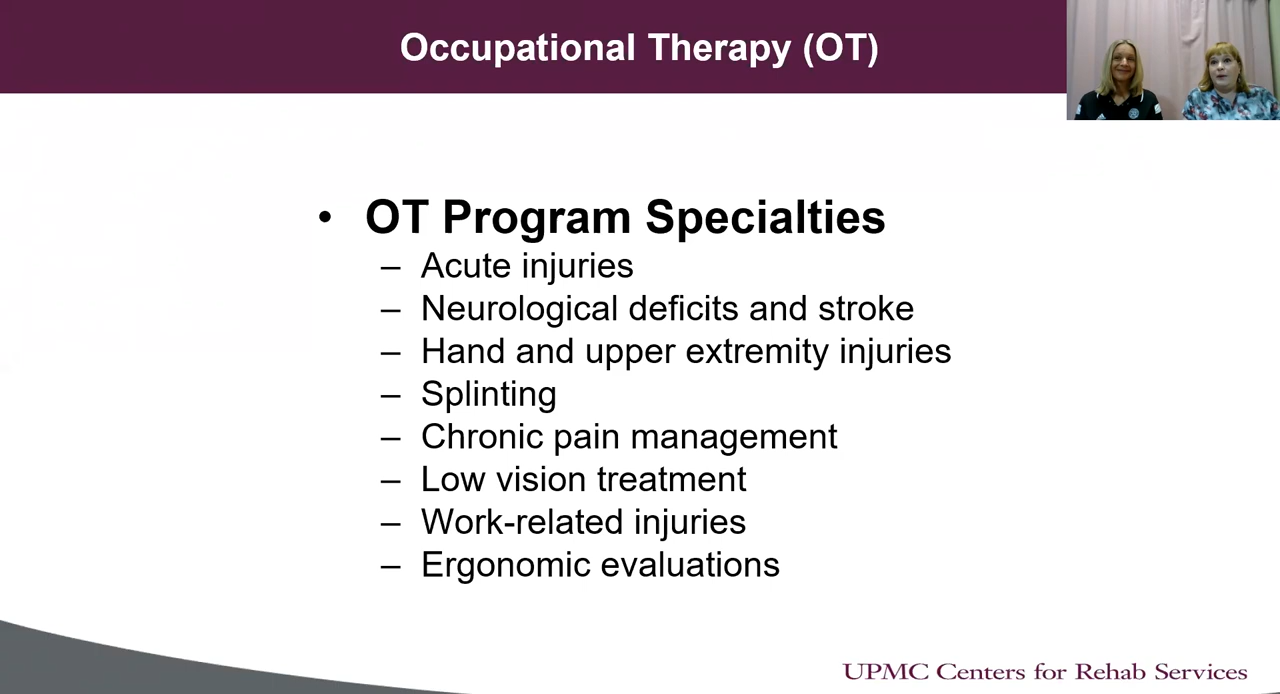 Occupational Therapy (OT)
• OT Program Specialties
– Acute injuries
– Neurological deficits and stroke
– Hand and upper extremity injuries
– Splinting
– Chronic pain management
– Low vision treatment
– Work-related injuries
– Ergonomic evaluations
UPMC Centers for Rehab Services